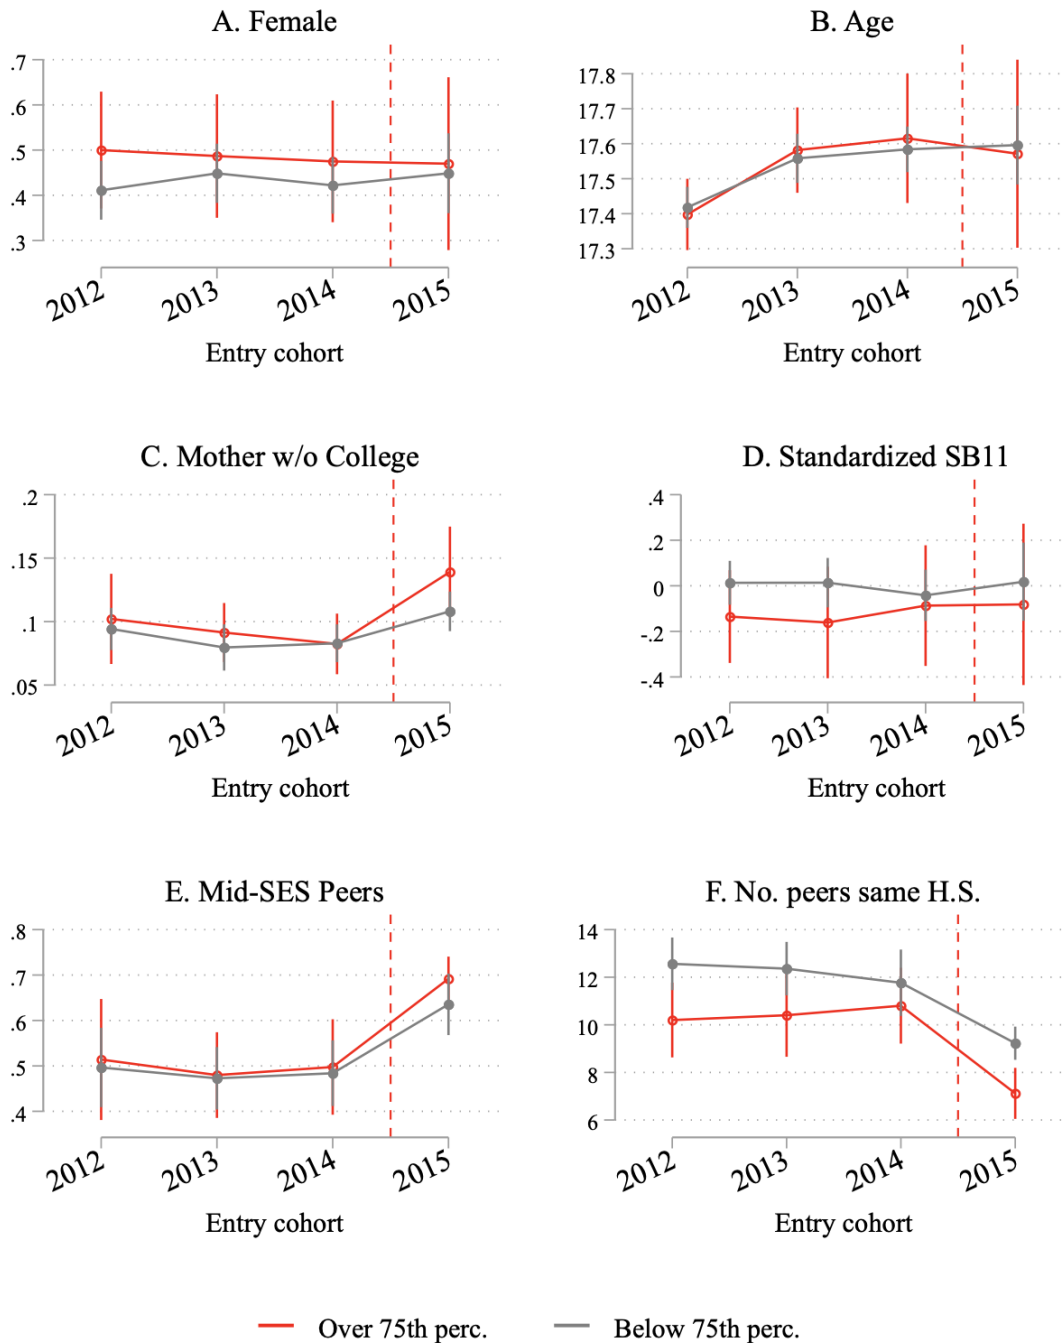 A. Female
.7
.6
.5
.4
.3
2012 2013 2014 2015
Entry cohort
B. Age
17.8
17.7
17.6
17.5
17.4
17.3
2012 2013 2014 2015
Entry cohort
C. Mother w/o College
.2
.15
.1
.05
2012 2013 2014 2015
Entry cohort
D. Standardized SB11
.4
.2
0
-.2
-.4
2012 2013 2014 2015
Entry cohort
E. Mid-SES Peers
.8
.7
.6
.5
.4
2012 2013 2014 2015
Entry cohort
F. No. peers same H.S.
14
12
10
8
6
2012 2013 2014 2015
Entry cohort
Over 75th perc. Below 75th perc.